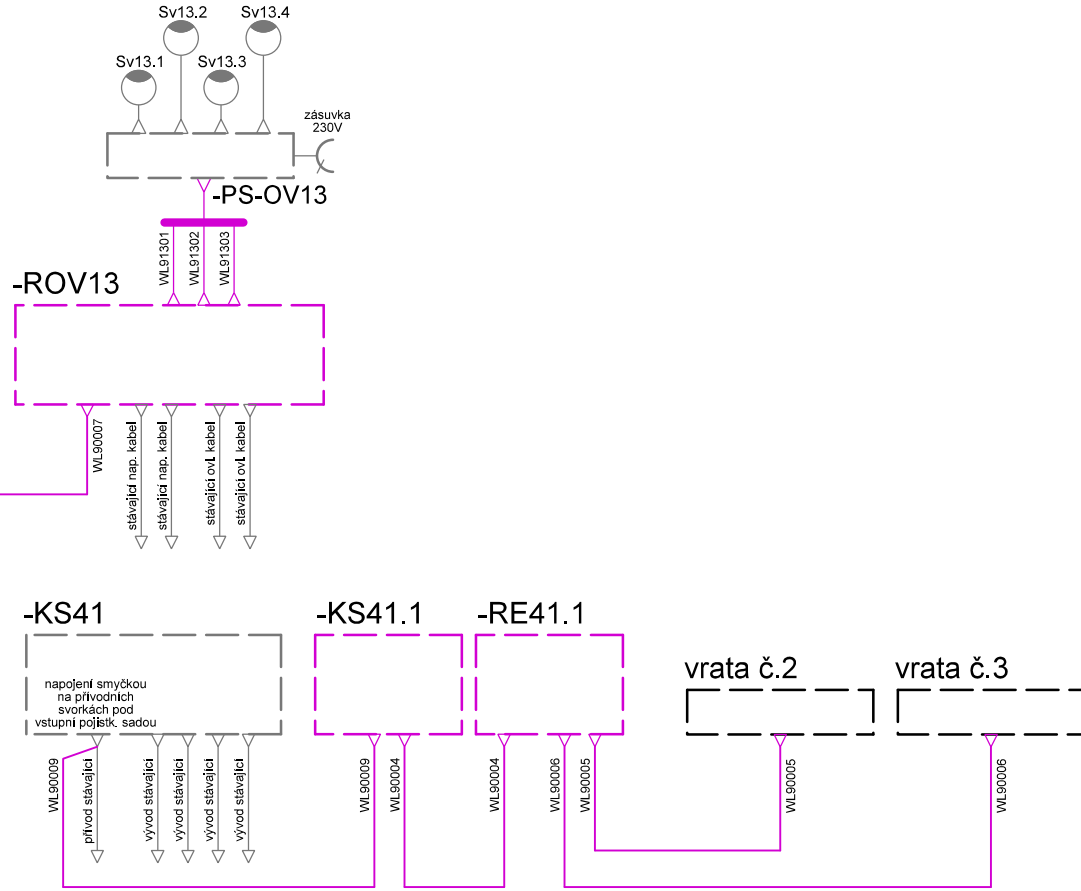 Sv13.2
Sv13.4
Sv13.1
Sv13.3
zásuvka
230V
-PS-OV13
WL91301
WL91302
WL91303
-ROV13
WL90007
stávající nap. kabel
stávající nap. kabel
stávající ovl. kabel
stávající ovl. kabel
-KS41
-KS41.1
-RE41.1
vrata č.2
vrata č.3
napojení smyčkou
na přívodních
svorkách pod
vstupní pojistk. sadou
WL90009
přívod stávající
vývod stávající
vývod stávající
vývod stávající
vývod stávající
WL90009
WL90004
WL90004
WL90006
WL90005
WL90005
WL90006